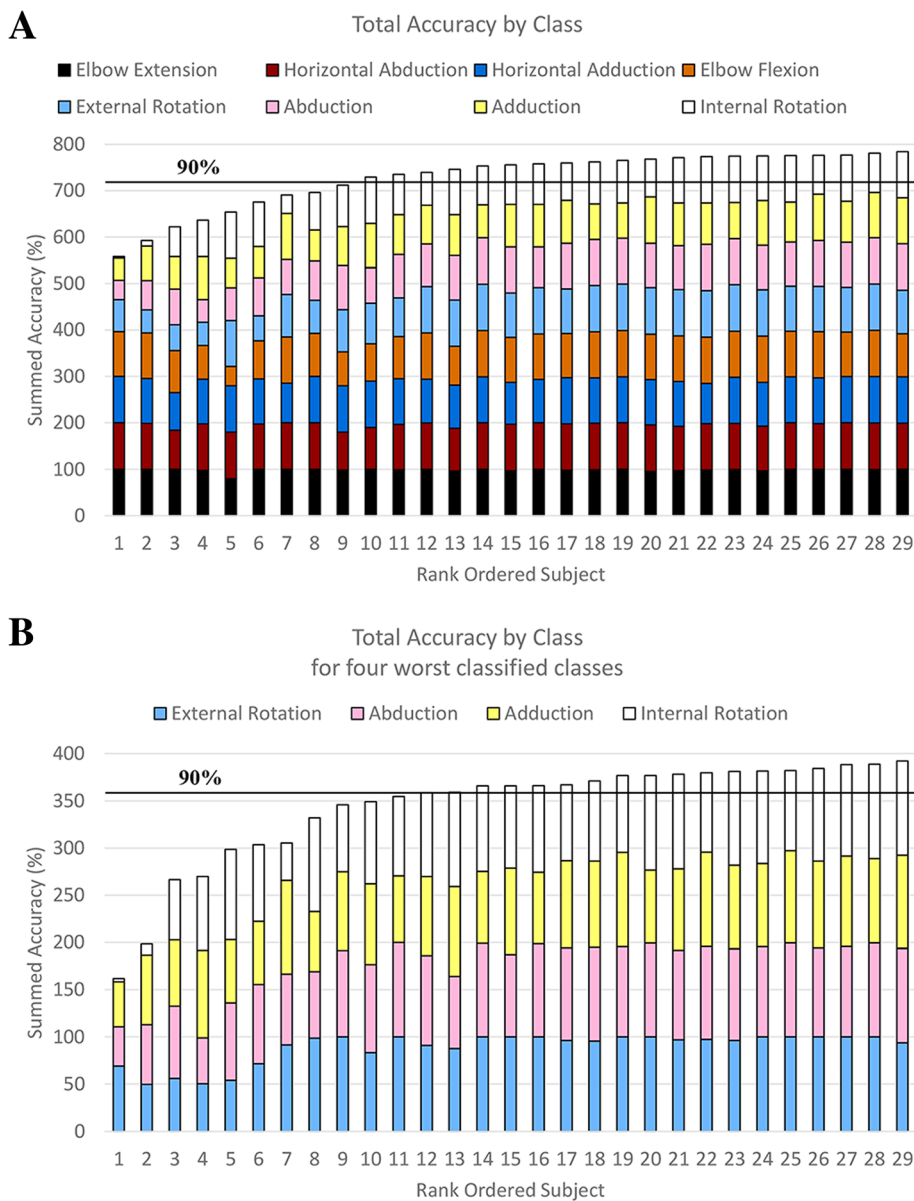 A
Total Accuracy by Class
Elbow Extension Horizontal Abduction Horizontal Adduction Elbow Flexion
External Rotation Abduction Adduction Internal Rotation
800
90%
700
600
500
400
300
200
100
0
Summed Accuracy (%)
1 2 3 4 5 6 7 8 9 10 11 12 13 14 15 16 17 18 19 20 21 22 23 24 25 26 27 28 29
Rank Ordered Subject
B
Total Accuracy by Class
for four worst classified classes
External Rotation Abduction Adduction Internal Rotation
400
90%
350
300
250
200
150
100
50
0
Summed Accuracy (%)
1 2 3 4 5 6 7 8 9 10 11 12 13 14 15 16 17 18 19 20 21 22 23 24 25 26 27 28 29
Rank Ordered Subject